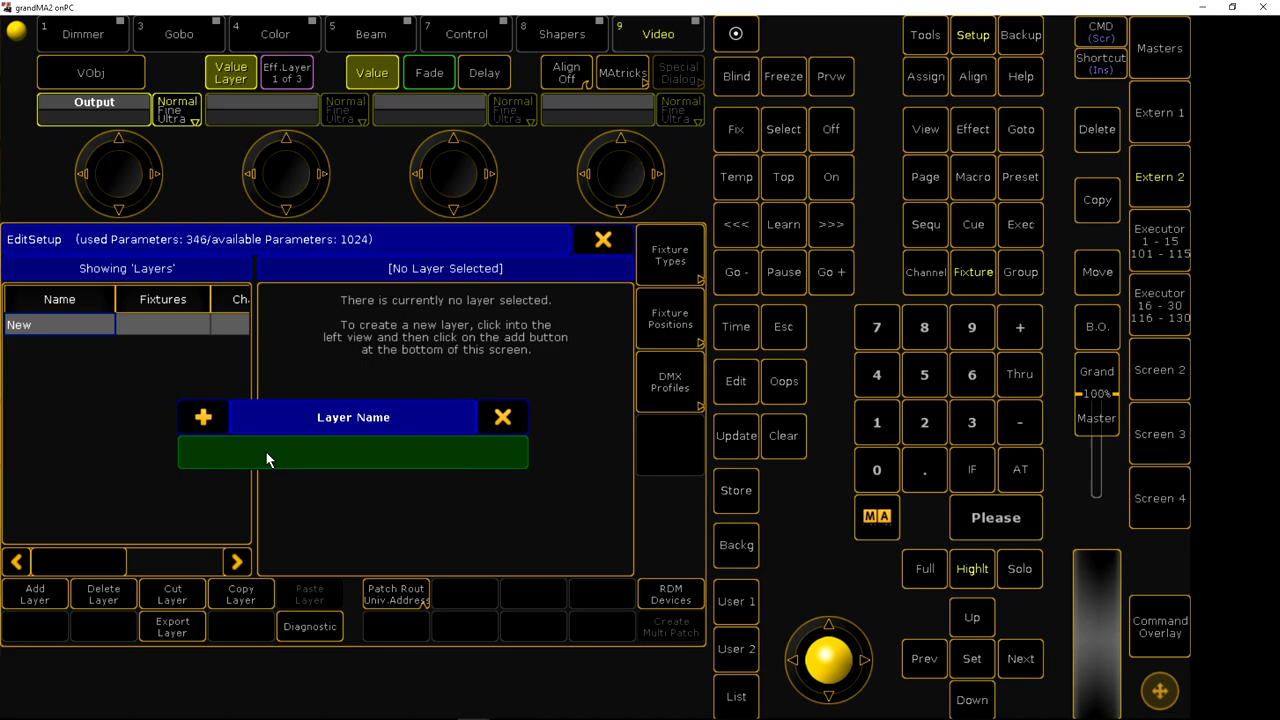 grandMA2 onPC
1 Dimmer
3 Gobo
4 Color
5 Beam
7 Control
8 Shapers
9 Video
VObj
Value Layer
Eff.Layer 1 of 3
Value
Fade
Delay
Align Off
MAtricks
Special Dialog
Output
Normal Fine Ultra
Normal Fine Ultra
Normal Fine Ultra
Normal Fine Ultra
EditSetup (used Parameters: 346/available Parameters: 1024)
Showing 'Layers'
[No Layer Selected]
Name
Fixtures
Ch
New
There is currently no layer selected.
To create a new layer, click into the
left view and then click on the add button
at the bottom of this screen.
Layer Name
Fixture Types
Fixture Positions
DMX Profiles
Add Layer
Delete Layer
Cut Layer
Copy Layer
Paste Layer
Patch Rout Univ.Address
RDM Devices
Export Layer
Diagnostic
Create Multi Patch
Blind
Freeze
Prvw
Fix
Select
Off
Temp
Top
On
<<<
Learn
>>>
Go -
Pause
Go +
Time
Esc
Edit
Oops
Update
Clear
Store
Backg
User 1
User 2
List
Tools
Setup
Backup
Assign
Align
Help
View
Effect
Goto
Page
Macro
Preset
Sequ
Cue
Exec
Channel
Fixture
Group
7
8
9
+
4
5
6
Thru
1
2
3
-
0
.
IF
AT
MA
Please
Full
Highlt
Solo
Up
Prev
Set
Next
Down
CMD
(Scr)
Shortcut
(Ins)
Delete
Copy
Move
B.O.
Grand
100%
Master
Masters
Extern 1
Extern 2
Executor
1 - 15
101 - 115
Executor
16 - 30
116 - 130
Screen 2
Screen 3
Screen 4
Command
Overlay